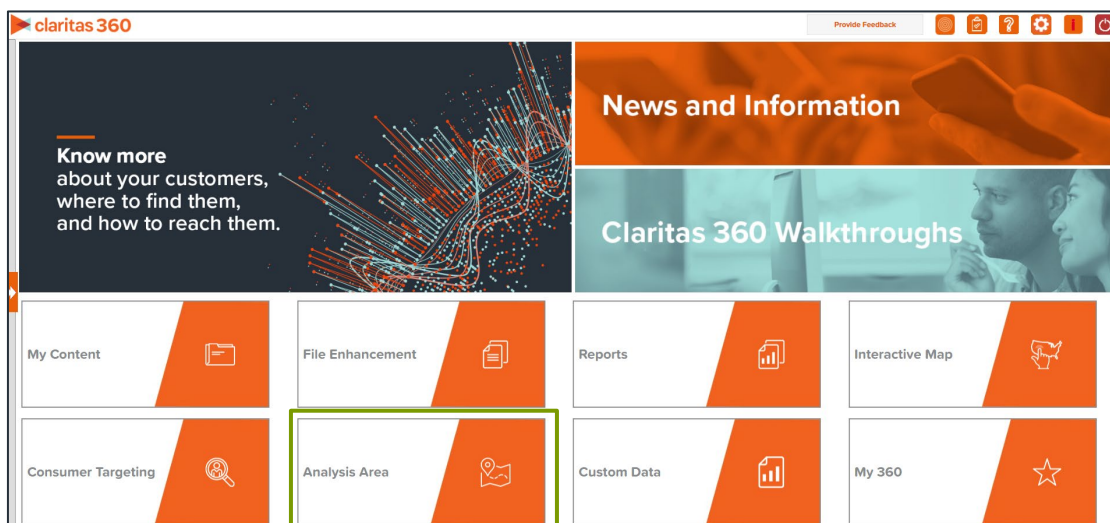 claritas 360
Provide Feedback
Know more
about your customers,
where to find them,
and how to reach them.
News and Information
Claritas 360 Walkthroughs
My Content
File Enhancement
Reports
Interactive Map
Consumer Targeting
Analysis Area
Custom Data
My 360